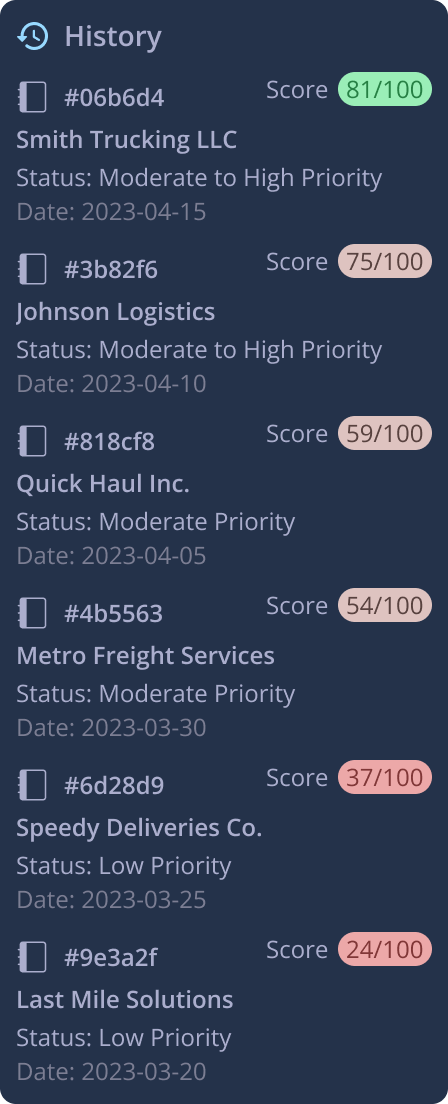 History
#06b6d4 Score 81/100
Smith Trucking LLC
Status: Moderate to High Priority
Date: 2023-04-15
#3b82f6 Score 75/100
Johnson Logistics
Status: Moderate to High Priority
Date: 2023-04-10
#818cf8 Score 59/100
Quick Haul Inc.
Status: Moderate Priority
Date: 2023-04-05
#4b5563 Score 54/100
Metro Freight Services
Status: Moderate Priority
Date: 2023-03-30
#6d28d9 Score 37/100
Speedy Deliveries Co.
Status: Low Priority
Date: 2023-03-25
#9e3a2f Score 24/100
Last Mile Solutions
Status: Low Priority
Date: 2023-03-20